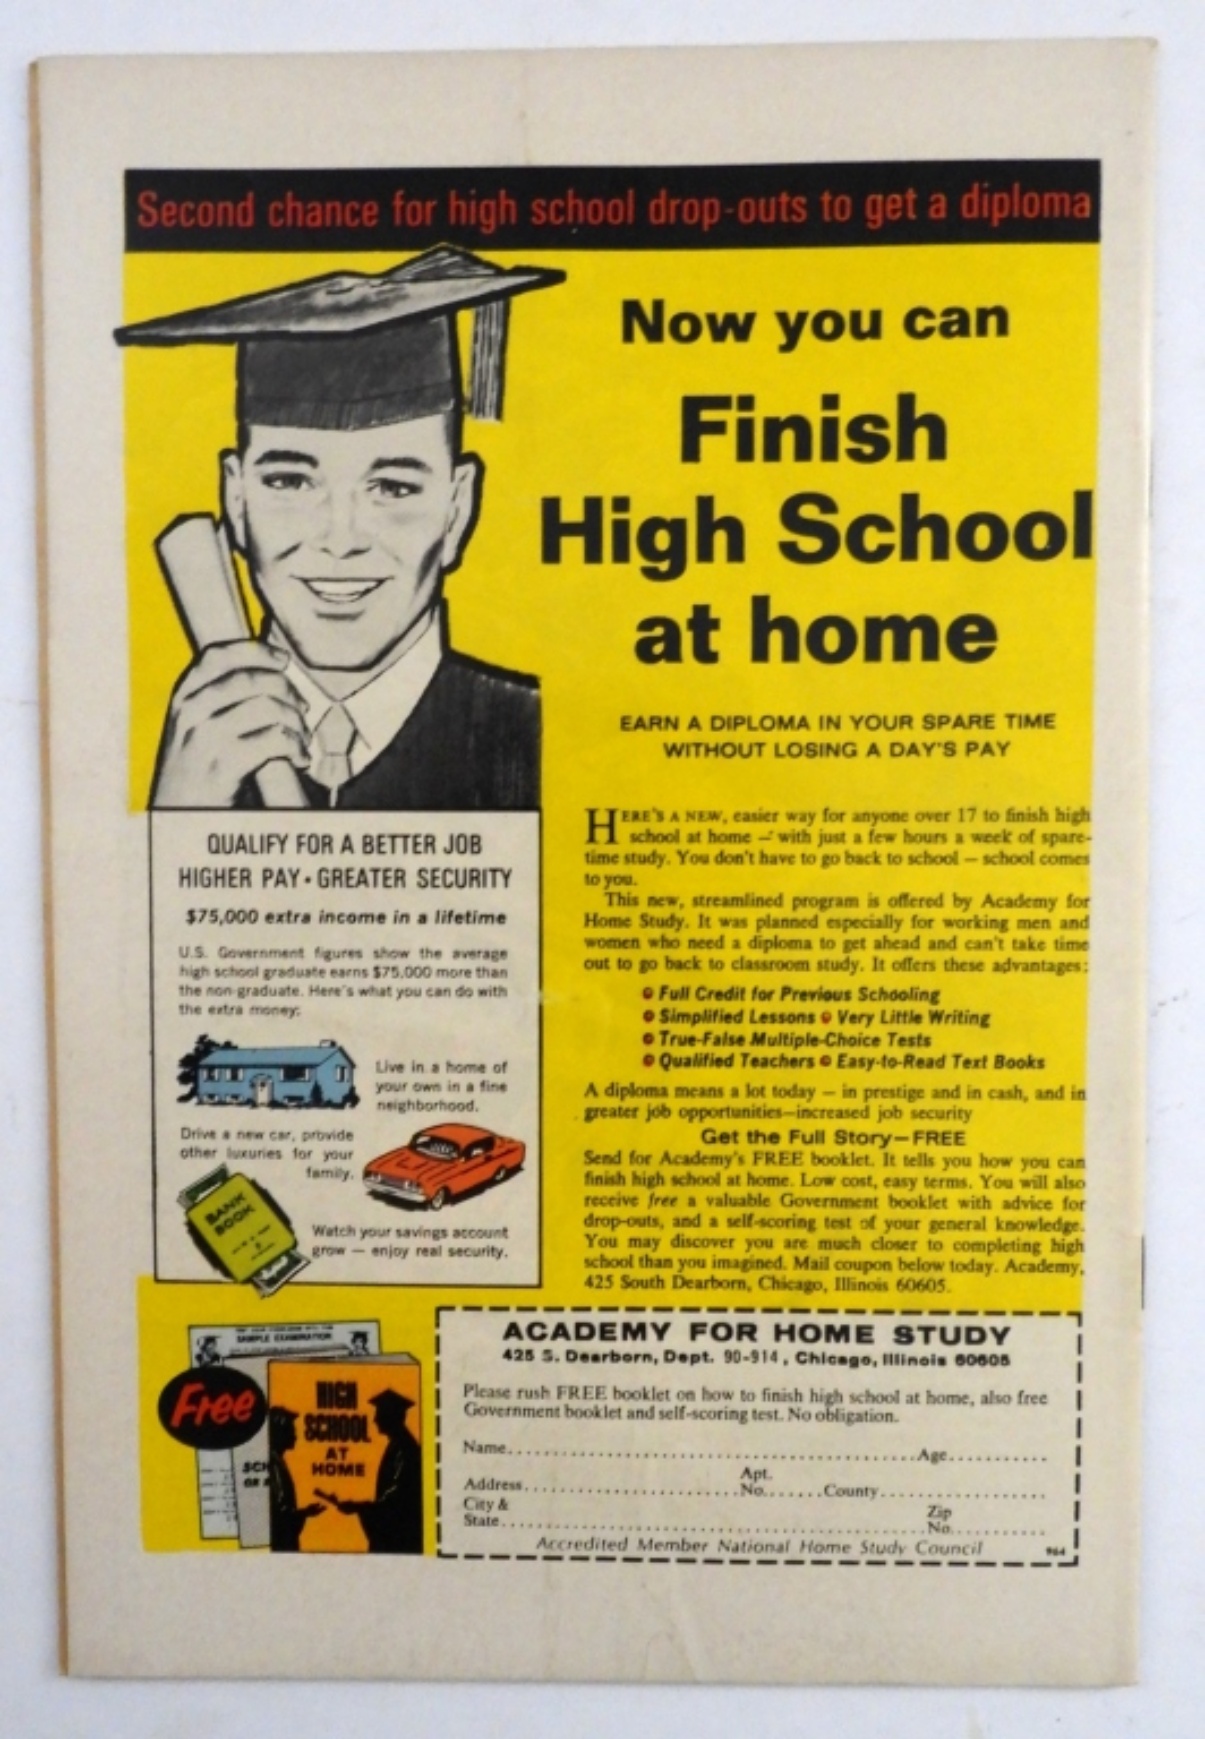 Second chance for high school drop-outs to get a diploma
Now you can
Finish
High School
at home
EARN A DIPLOMA IN YOUR SPARE TIME
WITHOUT LOSING A DAY'S PAY
QUALIFY FOR A BETTER JOB
HIGHER PAY • GREATER SECURITY
$75,000 extra income in a lifetime
U.S. Government figures show the average
high school graduate earns $75,000 more than
the non-graduate. Here's what you can do with
the extra money:
Live in a home of
your own in a fine
neighborhood.
Drive a new car, provide
other luxuries for your
family.
BANK
BOOK
Watch your savings account
grow — enjoy real security.
HERE'S A NEW, easier way for anyone over 17 to finish high
school at home — with just a few hours a week of spare-
time study. You don't have to go back to school — school comes
to you.
This new, streamlined program is offered by Academy for
Home Study. It was planned especially for working men and
women who need a diploma to get ahead and can't take time
out to go back to classroom study. It offers these advantages:
• Full Credit for Previous Schooling
• Simplified Lessons • Very Little Writing
• True-False Multiple-Choice Tests
• Qualified Teachers • Easy-to-Read Text Books
A diploma means a lot today — in prestige and in cash, and in
greater job opportunities—increased job security
Get the Full Story—FREE
Send for Academy's FREE booklet. It tells you how you can
finish high school at home. Low cost, easy terms. You will also
receive free a valuable Government booklet with advice for
drop-outs, and a self-scoring test of your general knowledge.
You may discover you are much closer to completing high
school than you imagined. Mail coupon below today. Academy,
425 South Dearborn, Chicago, Illinois 60605.
SAMPLE EXAMINATION
Free
HIGH
SCHOOL
AT
HOME
SCH
OR
ACADEMY FOR HOME STUDY
425 S. Dearborn, Dept. 90-914, Chicago, Illinois 60605
Please rush FREE booklet on how to finish high school at home, also free
Government booklet and self-scoring test. No obligation.
Name.....Age.....
Apt.
Address.....No.....County.....
City & Zip
State.....No.....
Accredited Member National Home Study Council 964